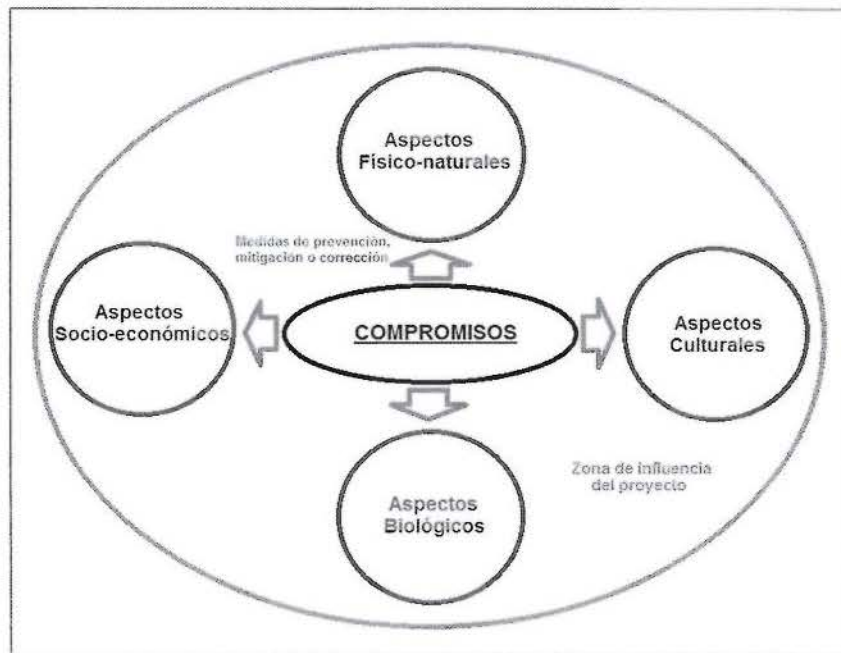 Aspectos
Físico-naturales
Medidas de prevención,
mitigación o corrección
Aspectos
Socio-económicos
COMPROMISOS
Aspectos
Culturales
Zona de influencia
del proyecto
Aspectos
Biológicos